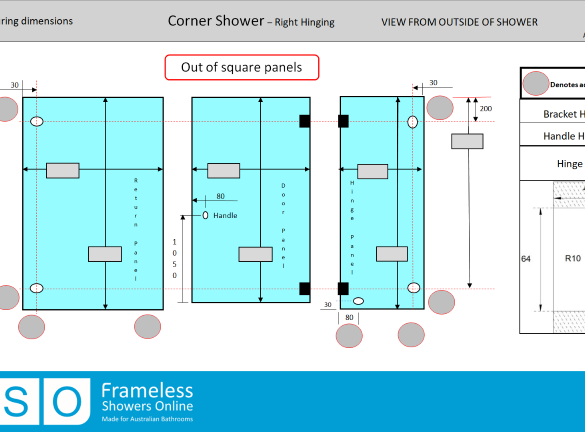 ring dimensions
Corner Shower – Right Hinging
VIEW FROM OUTSIDE OF SHOWER
Out of square panels
30
30
Denotes a
200
Bracket H
Handle H
Hinge
Return Panel
Door Panel
Hinge Panel
80
Handle
1050
64
R10
30
80
SO
Frameless
Showers Online
Made for Australian Bathrooms